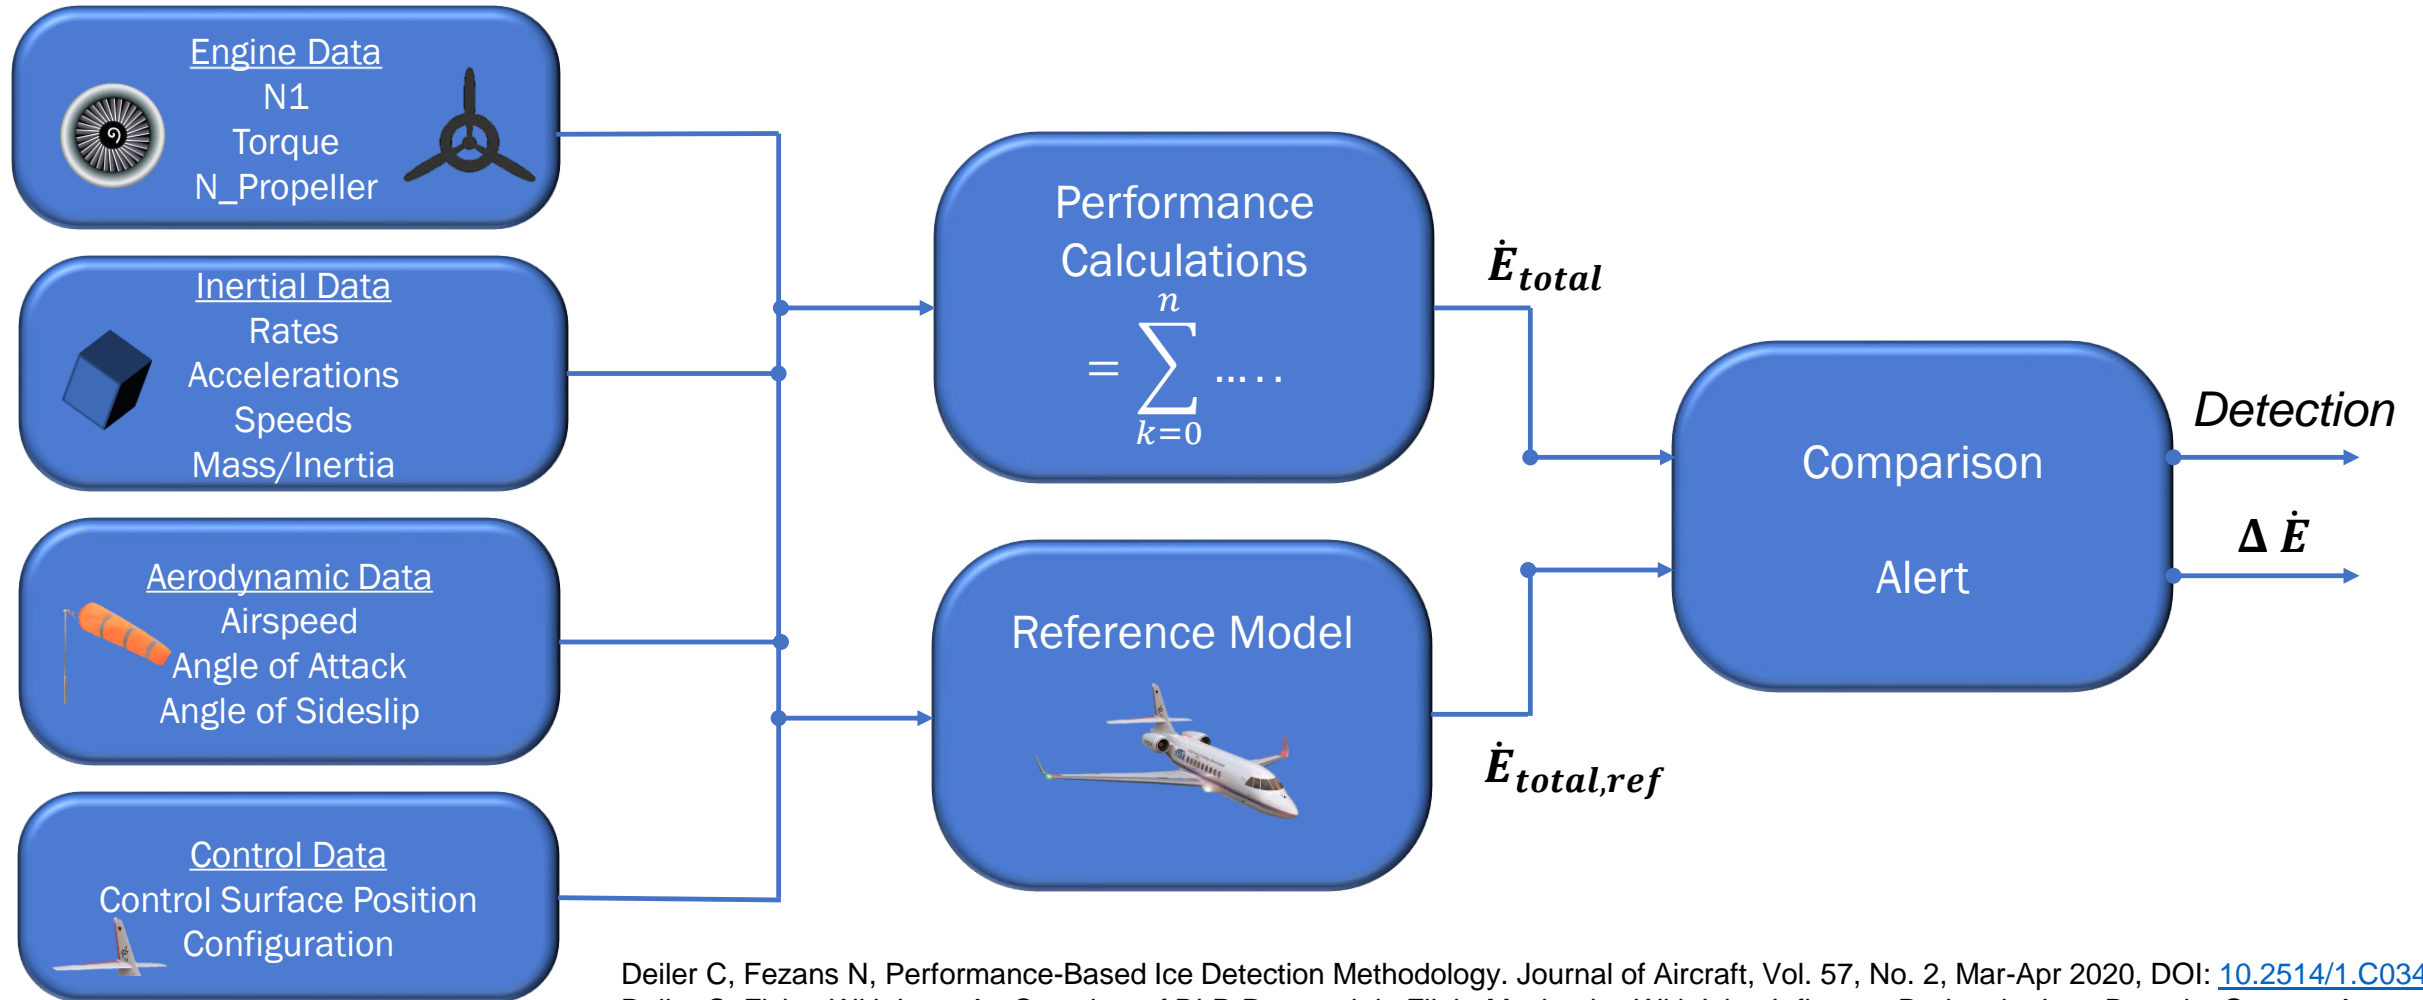 Engine Data
N1
Torque
N_Propeller
Inertial Data
Rates
Accelerations
Speeds
Mass/Inertia
Aerodynamic Data
Airspeed
Angle of Attack
Angle of Sideslip
Control Data
Control Surface Position
Configuration
Performance
Calculations
n
= ∑ ... . .
k=0
Reference Model
Ė total
Ė total,ref
Comparison
Alert
Detection
Δ Ė
Deiler C, Fezans N, Performance-Based Ice Detection Methodology. Journal of Aircraft, Vol. 57, No. 2, Mar-Apr 2020, DOI: 10.2514/1.C034